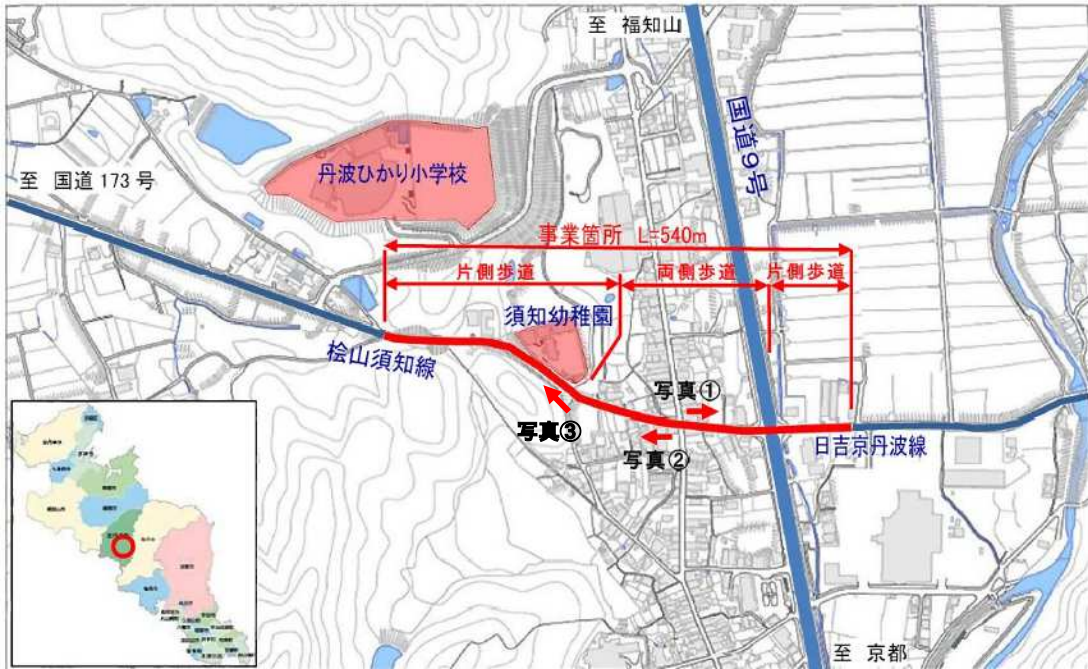 至 福知山
国道9号
丹波ひかり小学校
至 国道173号
事業箇所 L=540m
片側歩道
両側歩道
片側歩道
須知幼稚園
桧山須知線
写真①
写真③
写真②
日吉京丹波線
至 京都